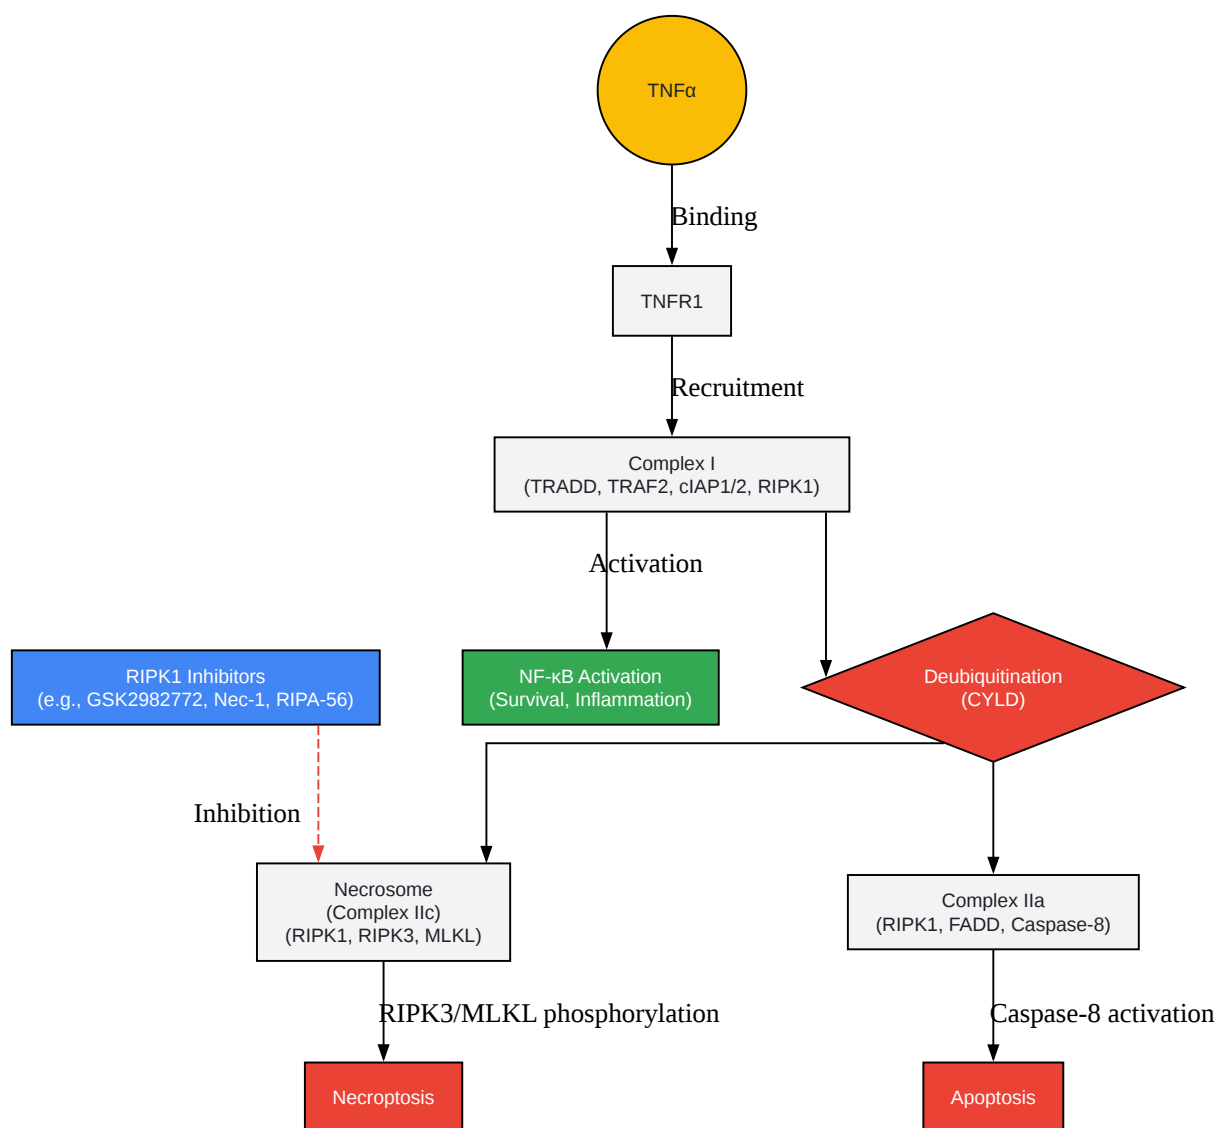 TNFα
Binding
TNFR1
Recruitment
Complex I
(TRADD, TRAF2, cIAP1/2, RIPK1)
Activation
RIPK1 Inhibitors
(e.g., GSK2982772, Nec-1, RIPA-56)
NF-κB Activation
(Survival, Inflammation)
Deubiquitination
(CYLD)
Inhibition
Necrosome
(Complex IIc)
(RIPK1, RIPK3, MLKL)
Complex IIa
(RIPK1, FADD, Caspase-8)
RIPK3/MLKL phosphorylation
Caspase-8 activation
Necroptosis
Apoptosis